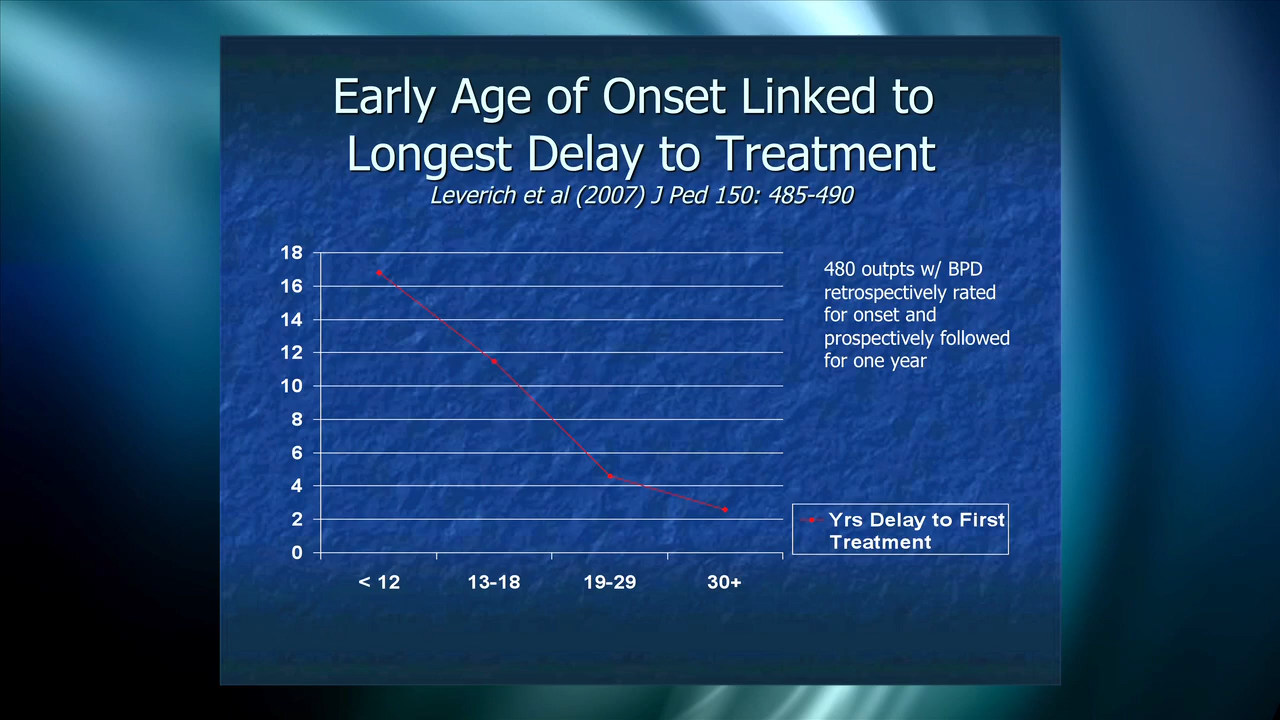 Early Age of Onset Linked to
Longest Delay to Treatment
Leverich et al (2007) J Ped 150: 485-490
18
16
14
12
10
8
6
4
2
0
< 12
13-18
19-29
30+
480 outpts w/ BPD
retrospectively rated
for onset and
prospectively followed
for one year
Yrs Delay to First
Treatment